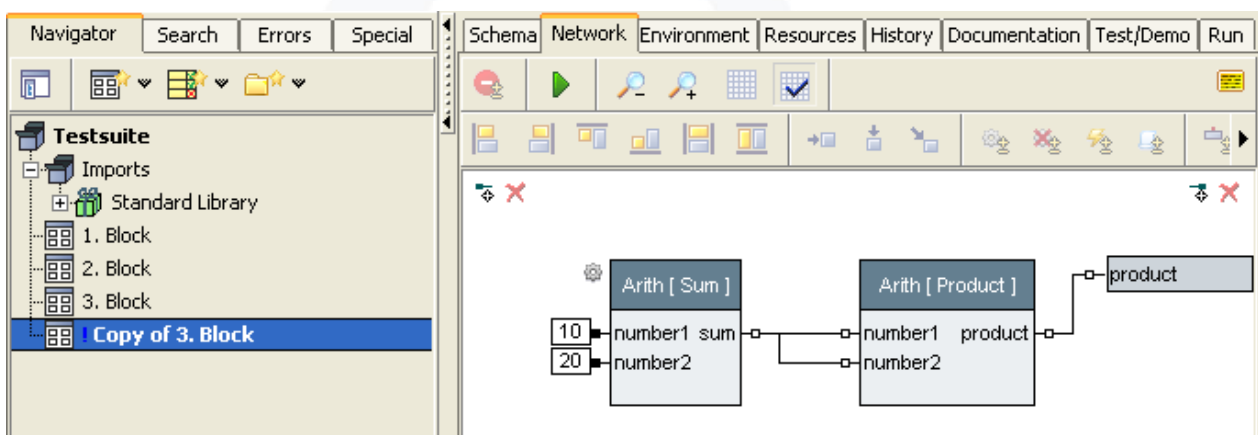 Navigator Search Errors Special Schema Network Environment Resources History Documentation Test/Demo Run
Testsuite
Imports
Standard Library
1. Block
2. Block
3. Block
! Copy of 3. Block
Arith [ Sum ] Arith [ Product ] product
10 number1 sum number1 product
20 number2 number2